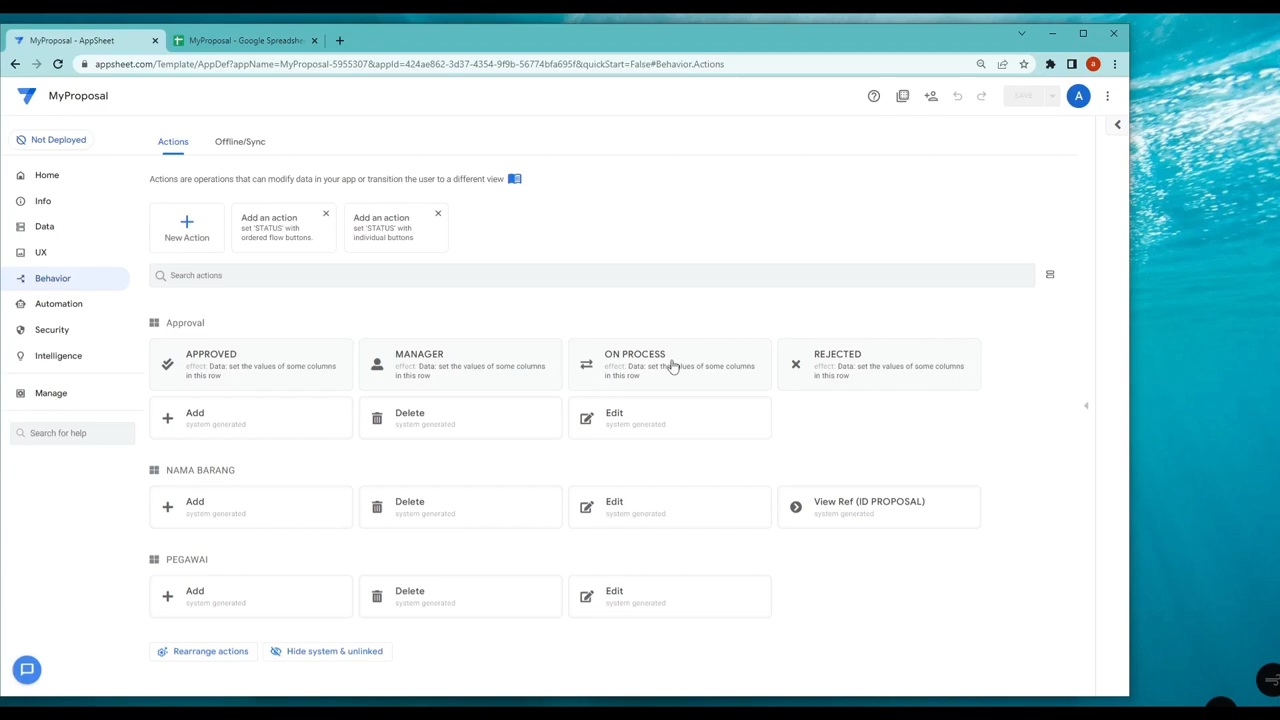 MyProposal - AppSheet
MyProposal - Google Spreadshe
appsheet.com/Template/AppDef?appName=MyProposal-5955307&appId=424ae862-3d37-4354-9f9b-56774bfa695f&quickStart=False#Behavior.Actions
a
MyProposal
SAVE
A
Not Deployed
Actions
Offline/Sync
Home
Info
Data
UX
Behavior
Automation
Security
Intelligence
Manage
Search for help
Actions are operations that can modify data in your app or transition the user to a different view
New Action
Add an action
set 'STATUS' with
ordered flow buttons.
Add an action
set 'STATUS' with
individual buttons
Search actions
Approval
APPROVED
effect: Data: set the values of some columns
in this row
MANAGER
effect: Data: set the values of some columns
in this row
ON PROCESS
effect: Data: set the values of some columns
in this row
REJECTED
effect: Data: set the values of some columns
in this row
Add
system generated
Delete
system generated
Edit
system generated
NAMA BARANG
Add
system generated
Delete
system generated
Edit
system generated
View Ref (ID PROPOSAL)
system generated
PEGAWAI
Add
system generated
Delete
system generated
Edit
system generated
Rearrange actions
Hide system & unlinked